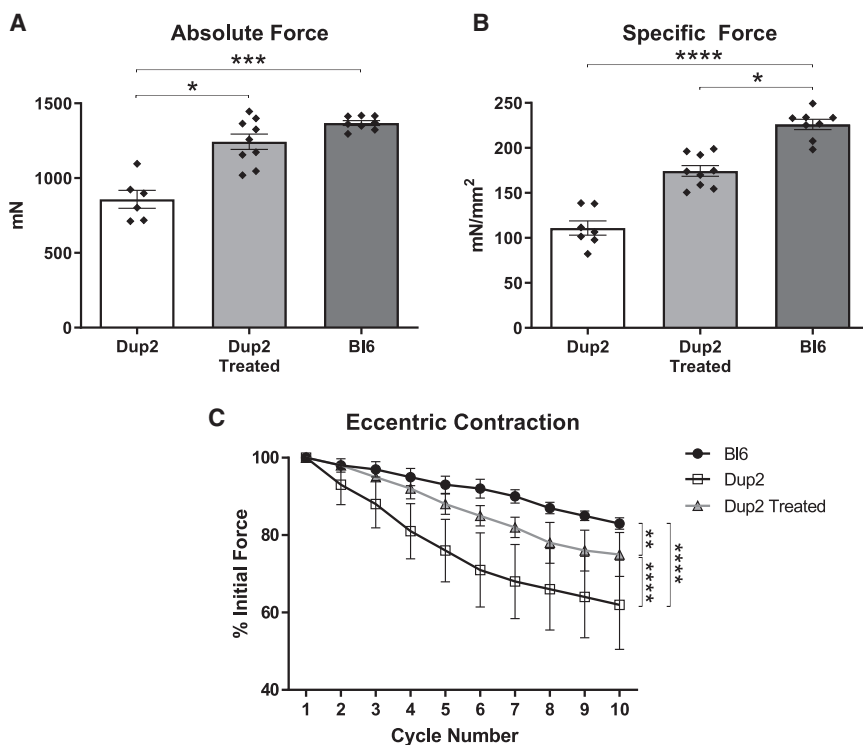 A
Absolute Force
***
*
1500
1000
500
0
mN
Dup2
Dup2
Treated
Bl6
B
Specific Force
****
*
250
200
150
100
50
0
mN/mm²
Dup2
Dup2
Treated
Bl6
C
Eccentric Contraction
100
80
60
40
% Initial Force
1 2 3 4 5 6 7 8 9 10
Cycle Number
Bl6
Dup2
Dup2 Treated
**
****
****